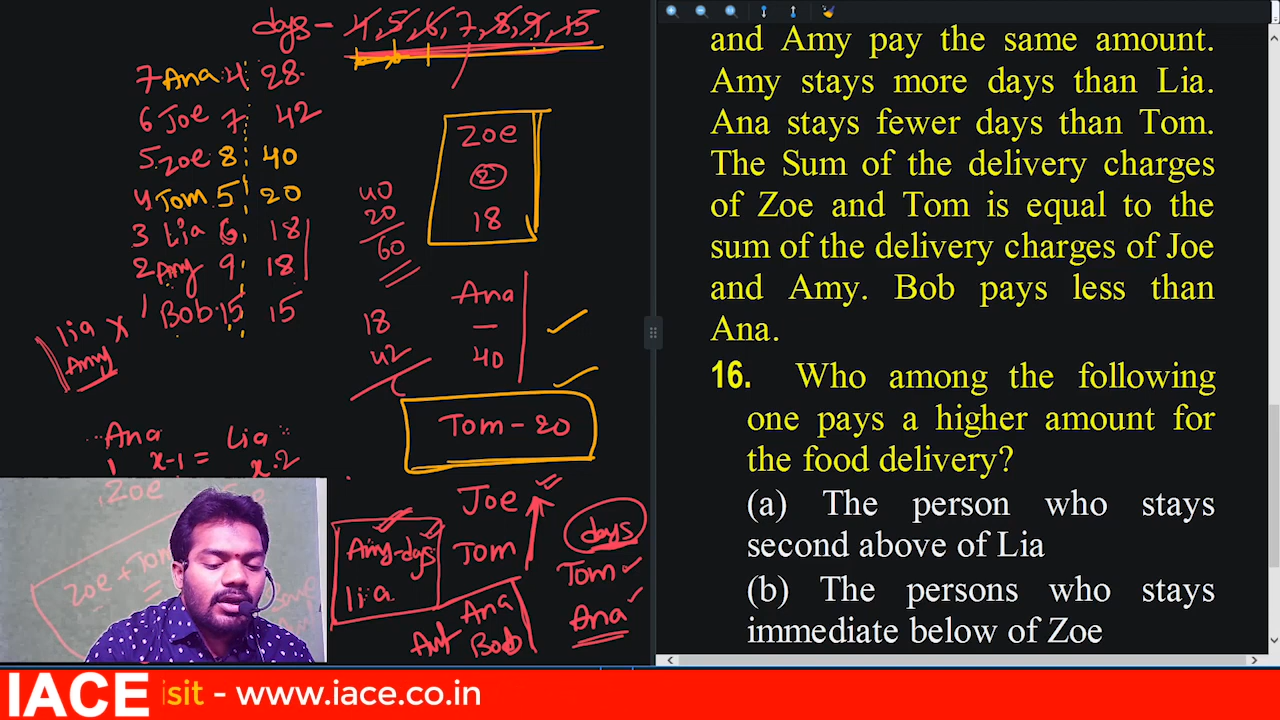 days - 4, 5, 6, 7, 8, 9, 15
7 Ana 4 28
6 Joe 7 42
5 Zoe 8 40
4 Tom 5 20
3 Lia 6 18
2 Amy 9 18
1 Bob 15 15
Lia x
Amy
Zoe
2
18
40
20
60
Ana
40
18
42
Tom - 20
Ana Lia
1 x-1 = x.2
Zoe
Zoe + Tom
=
Joe
Tom
Ana
Bob
Amt
Amy-days
Lia
days
Tom
Ana
and Amy pay the same amount.
Amy stays more days than Lia.
Ana stays fewer days than Tom.
The Sum of the delivery charges
of Zoe and Tom is equal to the
sum of the delivery charges of Joe
and Amy. Bob pays less than
Ana.
16. Who among the following
one pays a higher amount for
the food delivery?
(a) The person who stays
second above of Lia
(b) The persons who stays
immediate below of Zoe
IACE isit - www.iace.co.in